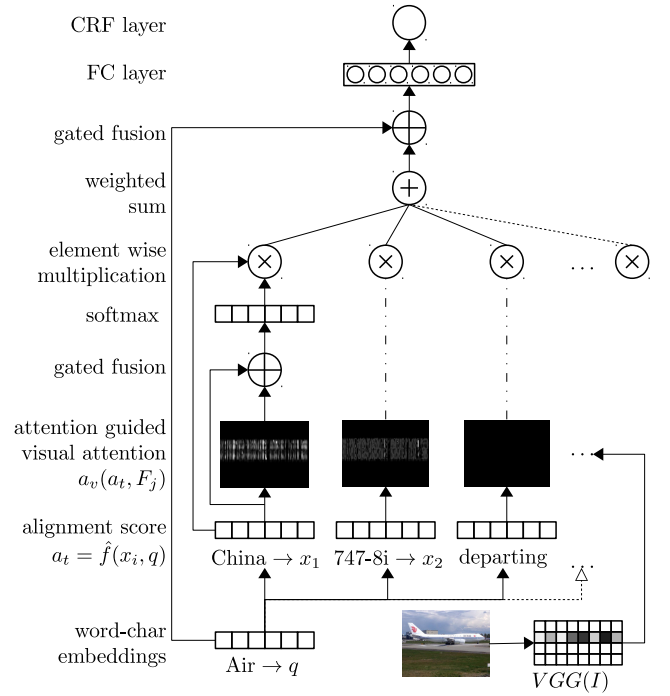 CRF layer
FC layer
gated fusion
weighted
sum
element wise
multiplication
...
softmax
gated fusion
attention guided
visual attention
a_v(a_t, F_j)
...
alignment score
a_t = f̂(x_i, q)
China → x_1
747-8i → x_2
departing
...
word-char
embeddings
Air → q
VGG(I)